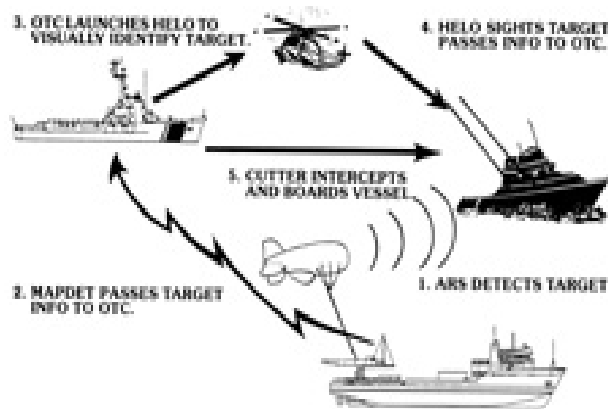 3. OTC LAUNCHES HELO TO
VISUALLY IDENTIFY TARGET.
4. HELO SIGHTS TARGET
PASSES INFO TO OTC.
5. CUTTER INTERCEPTS
AND BOARDS VESSEL
2. MAPDET PASSES TARGET
INFO TO OTC.
1. ARS DETECTS TARGET